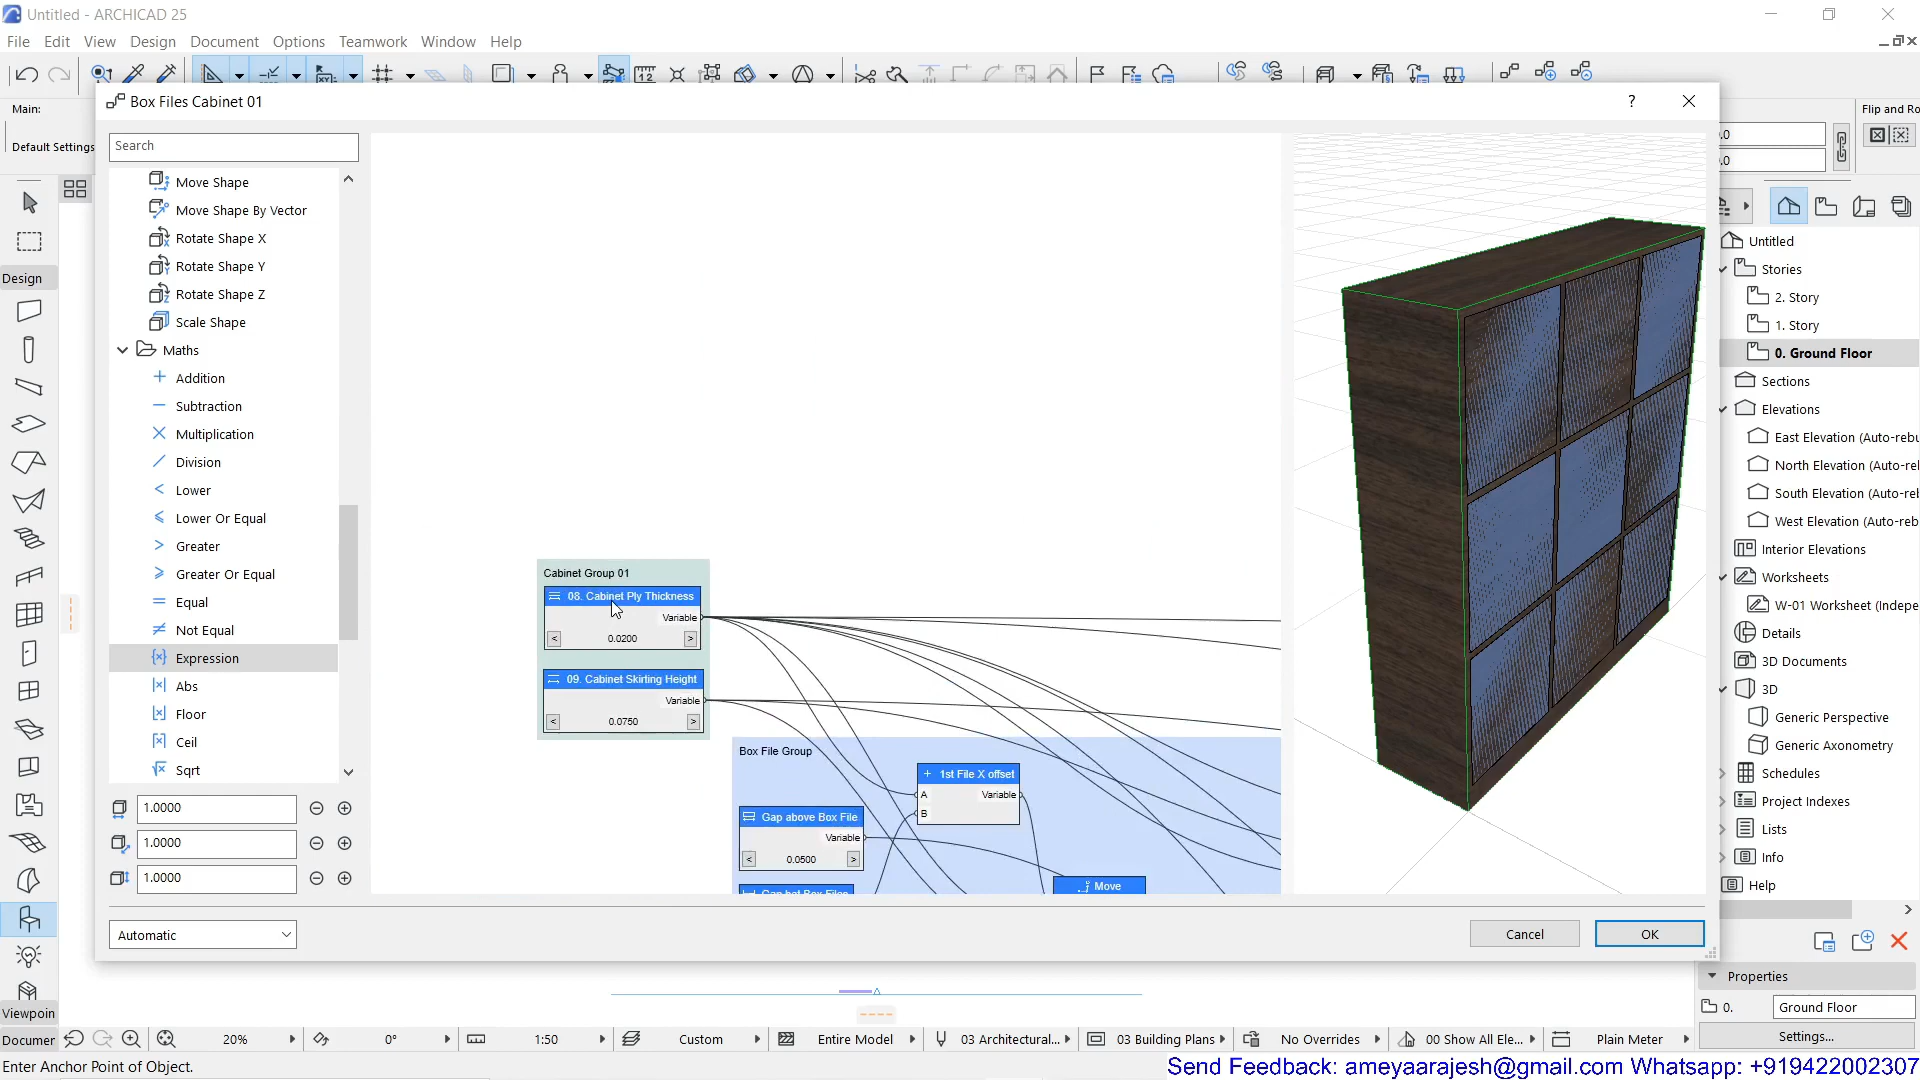 Untitled - ARCHICAD 25
File Edit View Design Document Options Teamwork Window Help
Main:
Default Settings
Box Files Cabinet 01
?
Flip and Ro
.0
.0
Search
Move Shape
Move Shape By Vector
Rotate Shape X
Rotate Shape Y
Rotate Shape Z
Scale Shape
Maths
Addition
Subtraction
Multiplication
Division
Lower
Lower Or Equal
Greater
Greater Or Equal
Equal
Not Equal
Expression
Abs
Floor
Ceil
Sqrt
1.0000
1.0000
1.0000
Automatic
Design
Viewpoin
Documer
Cabinet Group 01
08. Cabinet Ply Thickness
Variable
< 0.0200 >
09. Cabinet Skirting Height
Variable
< 0.0750 >
Box File Group
+ 1st File X offset
A Variable
B
Gap above Box File
Variable
< 0.0500 >
Gap bet Box Files
Move
Cancel
OK
Untitled
Stories
2. Story
1. Story
0. Ground Floor
Sections
Elevations
East Elevation (Auto-rebu
North Elevation (Auto-rel
South Elevation (Auto-rel
West Elevation (Auto-reb
Interior Elevations
Worksheets
W-01 Worksheet (Indepe
Details
3D Documents
3D
Generic Perspective
Generic Axonometry
Schedules
Project Indexes
Lists
Info
Help
Properties
0. Ground Floor
Settings...
20% 0° 1:50 Custom Entire Model 03 Architectural... 03 Building Plans No Overrides 00 Show All Ele... Plain Meter
Enter Anchor Point of Object.
Send Feedback: ameyaarajesh@gmail.com Whatsapp: +919422002307